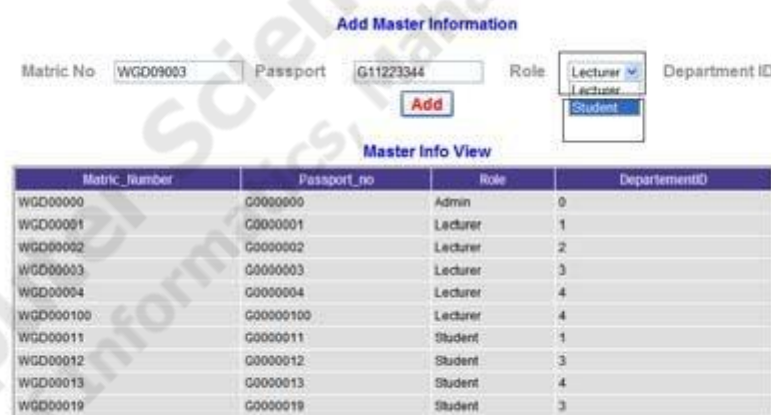 Add Master Information
Matric No WGD09003 Passport G11223344 Role Lecturer Department ID
Lecturer
Add Student
Master Info View
Matric_Number Passport_no Role DepartementID
WGD00000 G0000000 Admin 0
WGD00001 G0000001 Lecturer 1
WGD00002 G0000002 Lecturer 2
WGD00003 G0000003 Lecturer 3
WGD00004 G0000004 Lecturer 4
WGD000100 G00000100 Lecturer 4
WGD00011 G0000011 Student 1
WGD00012 G0000012 Student 3
WGD00013 G0000013 Student 4
WGD00019 G0000019 Student 3